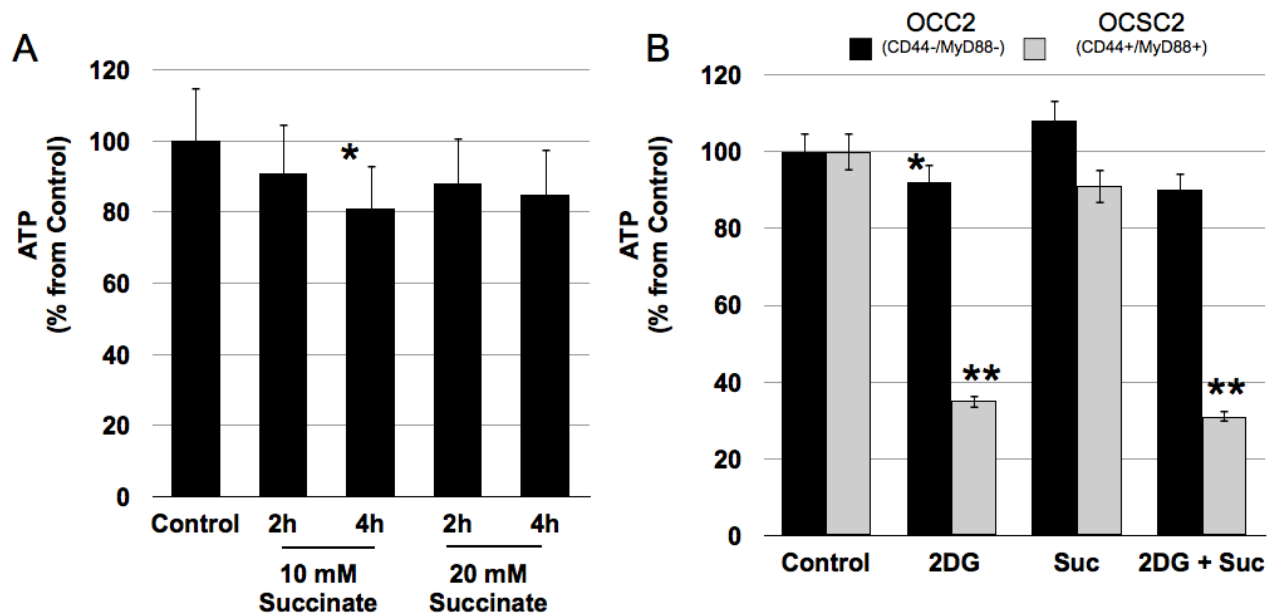 A
ATP
(% from Control)
120
100
80
60
40
20
0
*
Control
2h
4h
2h
4h
10 mM
Succinate
20 mM
Succinate
B
OCC2
(CD44-/MyD88-)
OCSC2
(CD44+/MyD88+)
ATP
(% from Control)
120
100
80
60
40
20
0
*
**
**
Control
2DG
Suc
2DG + Suc